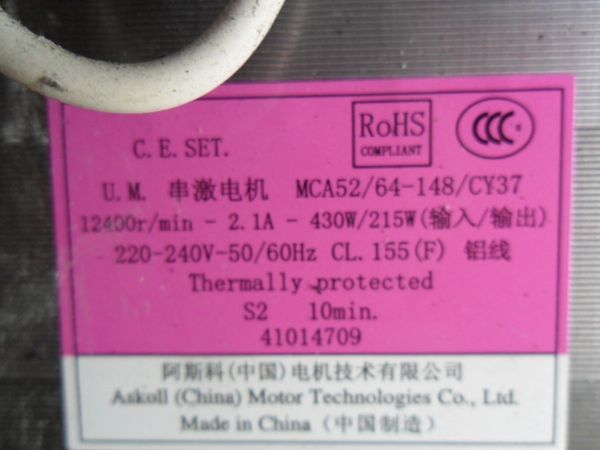 RoHS
COMPLIANT
CCC
C.E.SET.
U.M. 串激电机 MCA52/64-148/CY37
12400r/min - 2.1A - 430W/215W(输入/输出)
220-240V-50/60Hz CL.155(F) 铝线
Thermally protected
S2 10min.
41014709
阿斯科(中国)电机技术有限公司
Askoll (China) Motor Technologies Co., Ltd.
Made in China（中国制造）